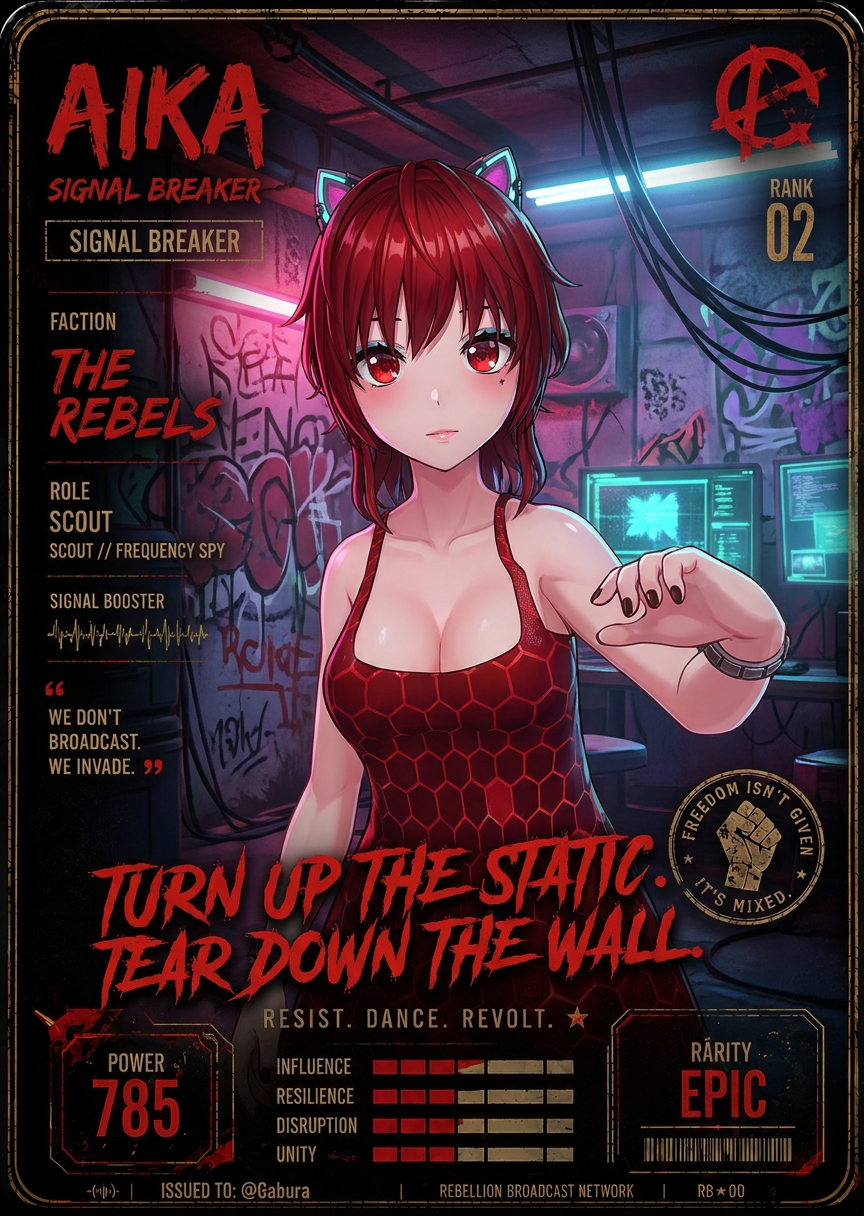 AIKA
SIGNAL BREAKER
SIGNAL BREAKER
RANK
02
FACTION
THE
REBELS
ROLE
SCOUT
SCOUT // FREQUENCY SPY
SIGNAL BOOSTER
“
WE DON'T
BROADCAST.
WE INVADE. ”
FREEDOM ISN'T GIVEN
★ IT'S MIXED. ★
TURN UP THE STATIC.
TEAR DOWN THE WALL.
RESIST. DANCE. REVOLT. ★
POWER
785
INFLUENCE
RESILIENCE
DISRUPTION
UNITY
RÁRITY
EPIC
ISSUED TO: @Gabura
REBELLION BROADCAST NETWORK
RB★00